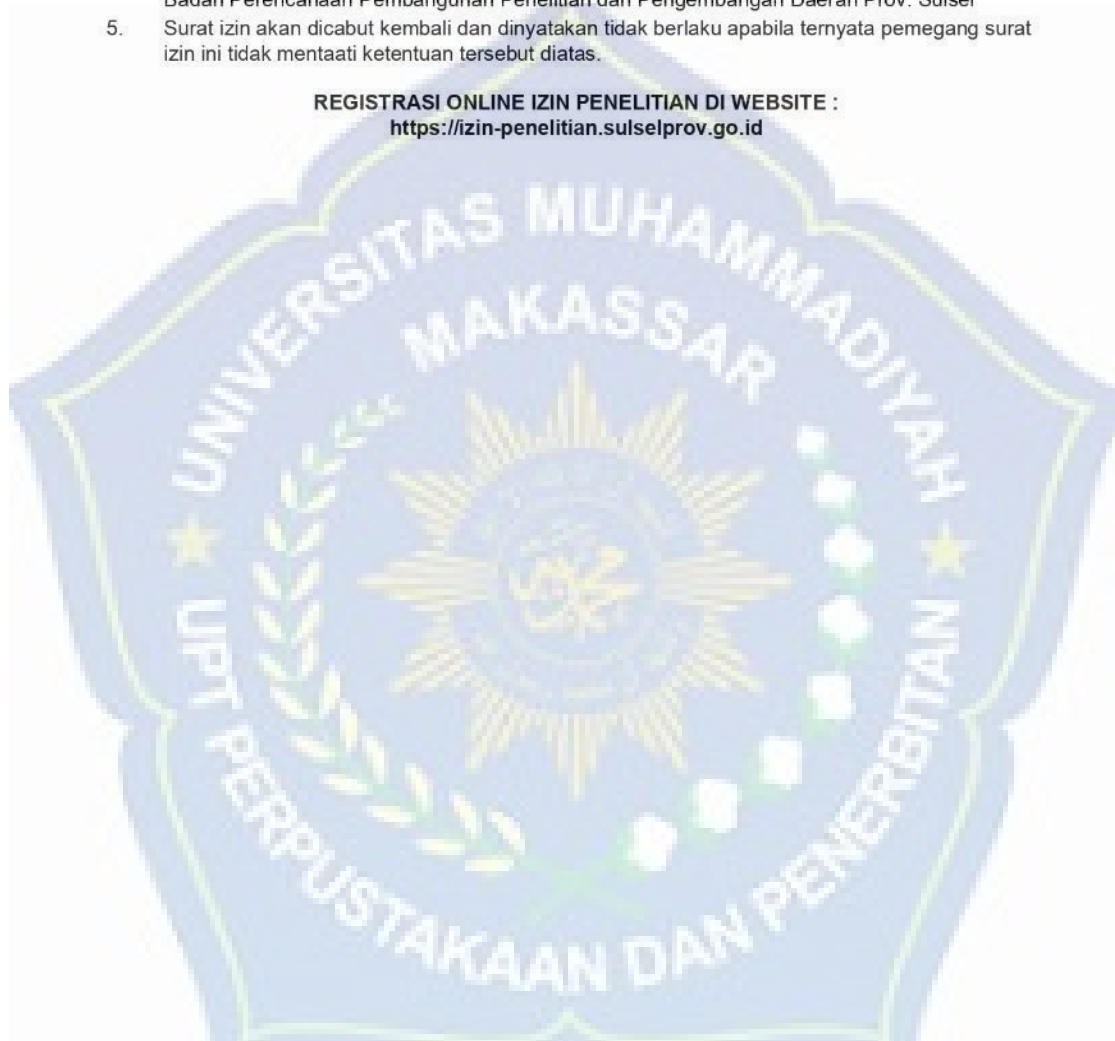 Badan Perencanaan Pembangunan Penelitian dan Pengembangan Daerah Prov. Sulsel
5. Surat izin akan dicabut kembali dan dinyatakan tidak berlaku apabila ternyata pemegang surat
izin ini tidak mentaati ketentuan tersebut diatas.
REGISTRASI ONLINE IZIN PENELITIAN DI WEBSITE :
https://izin-penelitian.sulselprov.go.id
UNIVERSITAS MUHAMMADIYAH
MAKASSAR
UPT PERPUSTAKAAN DAN PENERBITAN